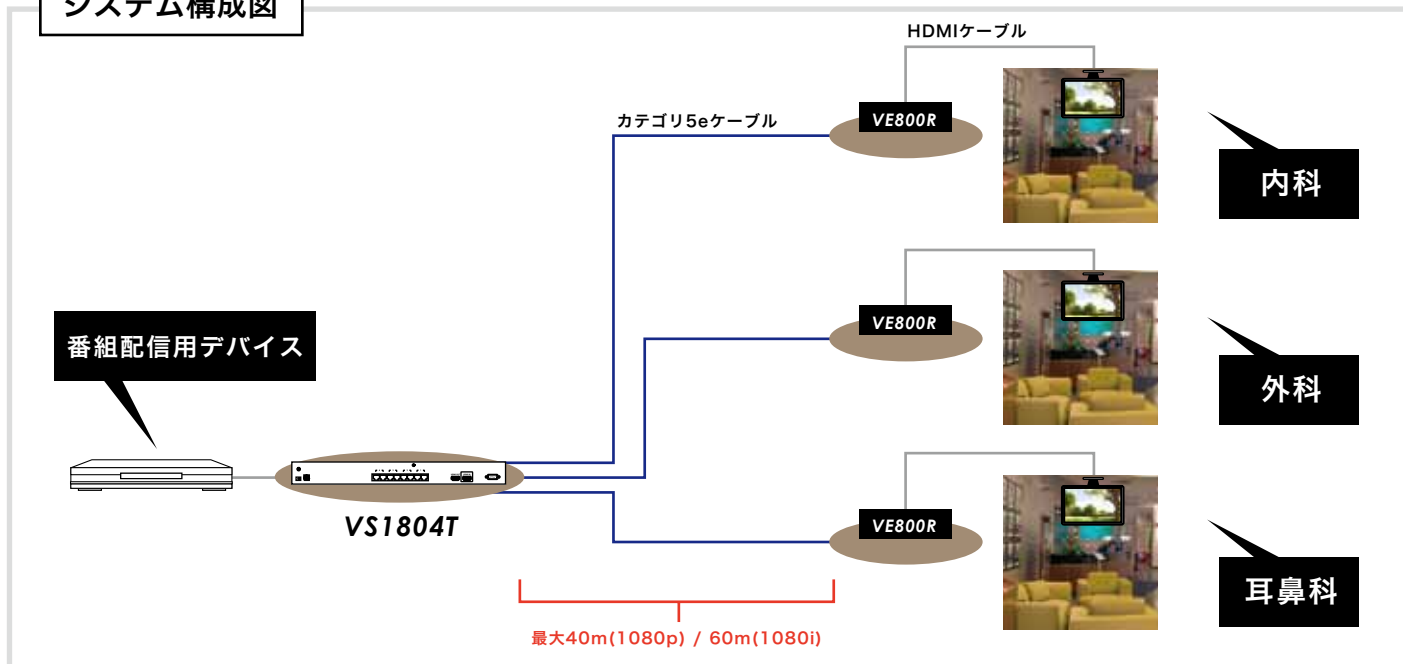 システム構成図
HDMIケーブル
カテゴリ5eケーブル
VE800R
内科
VE800R
外科
番組配信用デバイス
VS1804T
VE800R
耳鼻科
最大40m(1080p) / 60m(1080i)